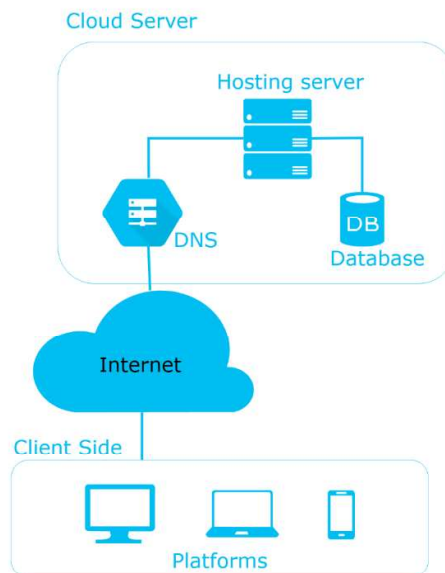 Cloud Server
Hosting server
DNS
DB
Database
Internet
Client Side
Platforms